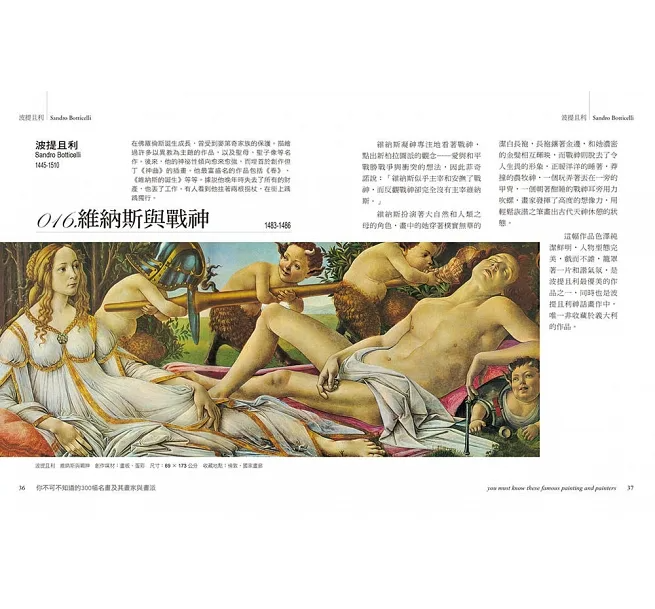 波提且利 Sandro Botticelli
波提且利
Sandro Botticelli
1445-1510
在佛羅倫斯誕生成長，曾受到麥第奇家族的保護，描繪
過許多以異教為主題的作品，以及聖母、聖子像等名
作。後來，他的神祕性傾向愈來愈強，而埋首於創作但
丁《神曲》的插畫。他最富盛名的作品包括《春》、
《維納斯的誕生》等等。據說他晚年時失去了所有的財
產，也丟了工作，有人看到他拄著兩根拐杖，在街上蹣
跚獨行。
016.維納斯與戰神
1483-1486
波提且利 維納斯與戰神 創作媒材：畫板、蛋彩 尺寸：69 × 173 公分 收藏地點：倫敦，國家畫廊
36 你不可不知道的300幅名畫及其畫家與畫派
波提且利 Sandro Botticelli
維納斯凝神專注地看著戰神，
點出新柏拉圖派的觀念──愛與和平
戰勝戰爭與衝突的想法，因此菲奇
諾說：「維納斯似乎主宰和安撫了戰
神，而反觀戰神卻完全沒有主宰維納
斯。」
維納斯扮演著大自然和人類之
母的角色，畫中的她穿著樸實無華的
潔白長袍，長袍鑲著金邊，和她濃密
的金髮相互輝映，而戰神則脫去了令
人生畏的形象，正暖洋洋的睡著，莽
撞的農牧神，一個玩弄著丟在一旁的
甲冑，一個朝著酣睡的戰神耳旁用力
吹螺，畫家發揮了高度的想像力，用
輕鬆詼諧之筆畫出古代天神休憩的狀
態。
這幅作品色澤純
潔鮮明，人物型態完
美，戲而不謔，籠罩
著一片和諧氣氛，是
波提且利最優美的作
品之一，同時也是波
提且利神話畫作中，
唯一非收藏於義大利
的作品。
you must know these famous painting and painters 37